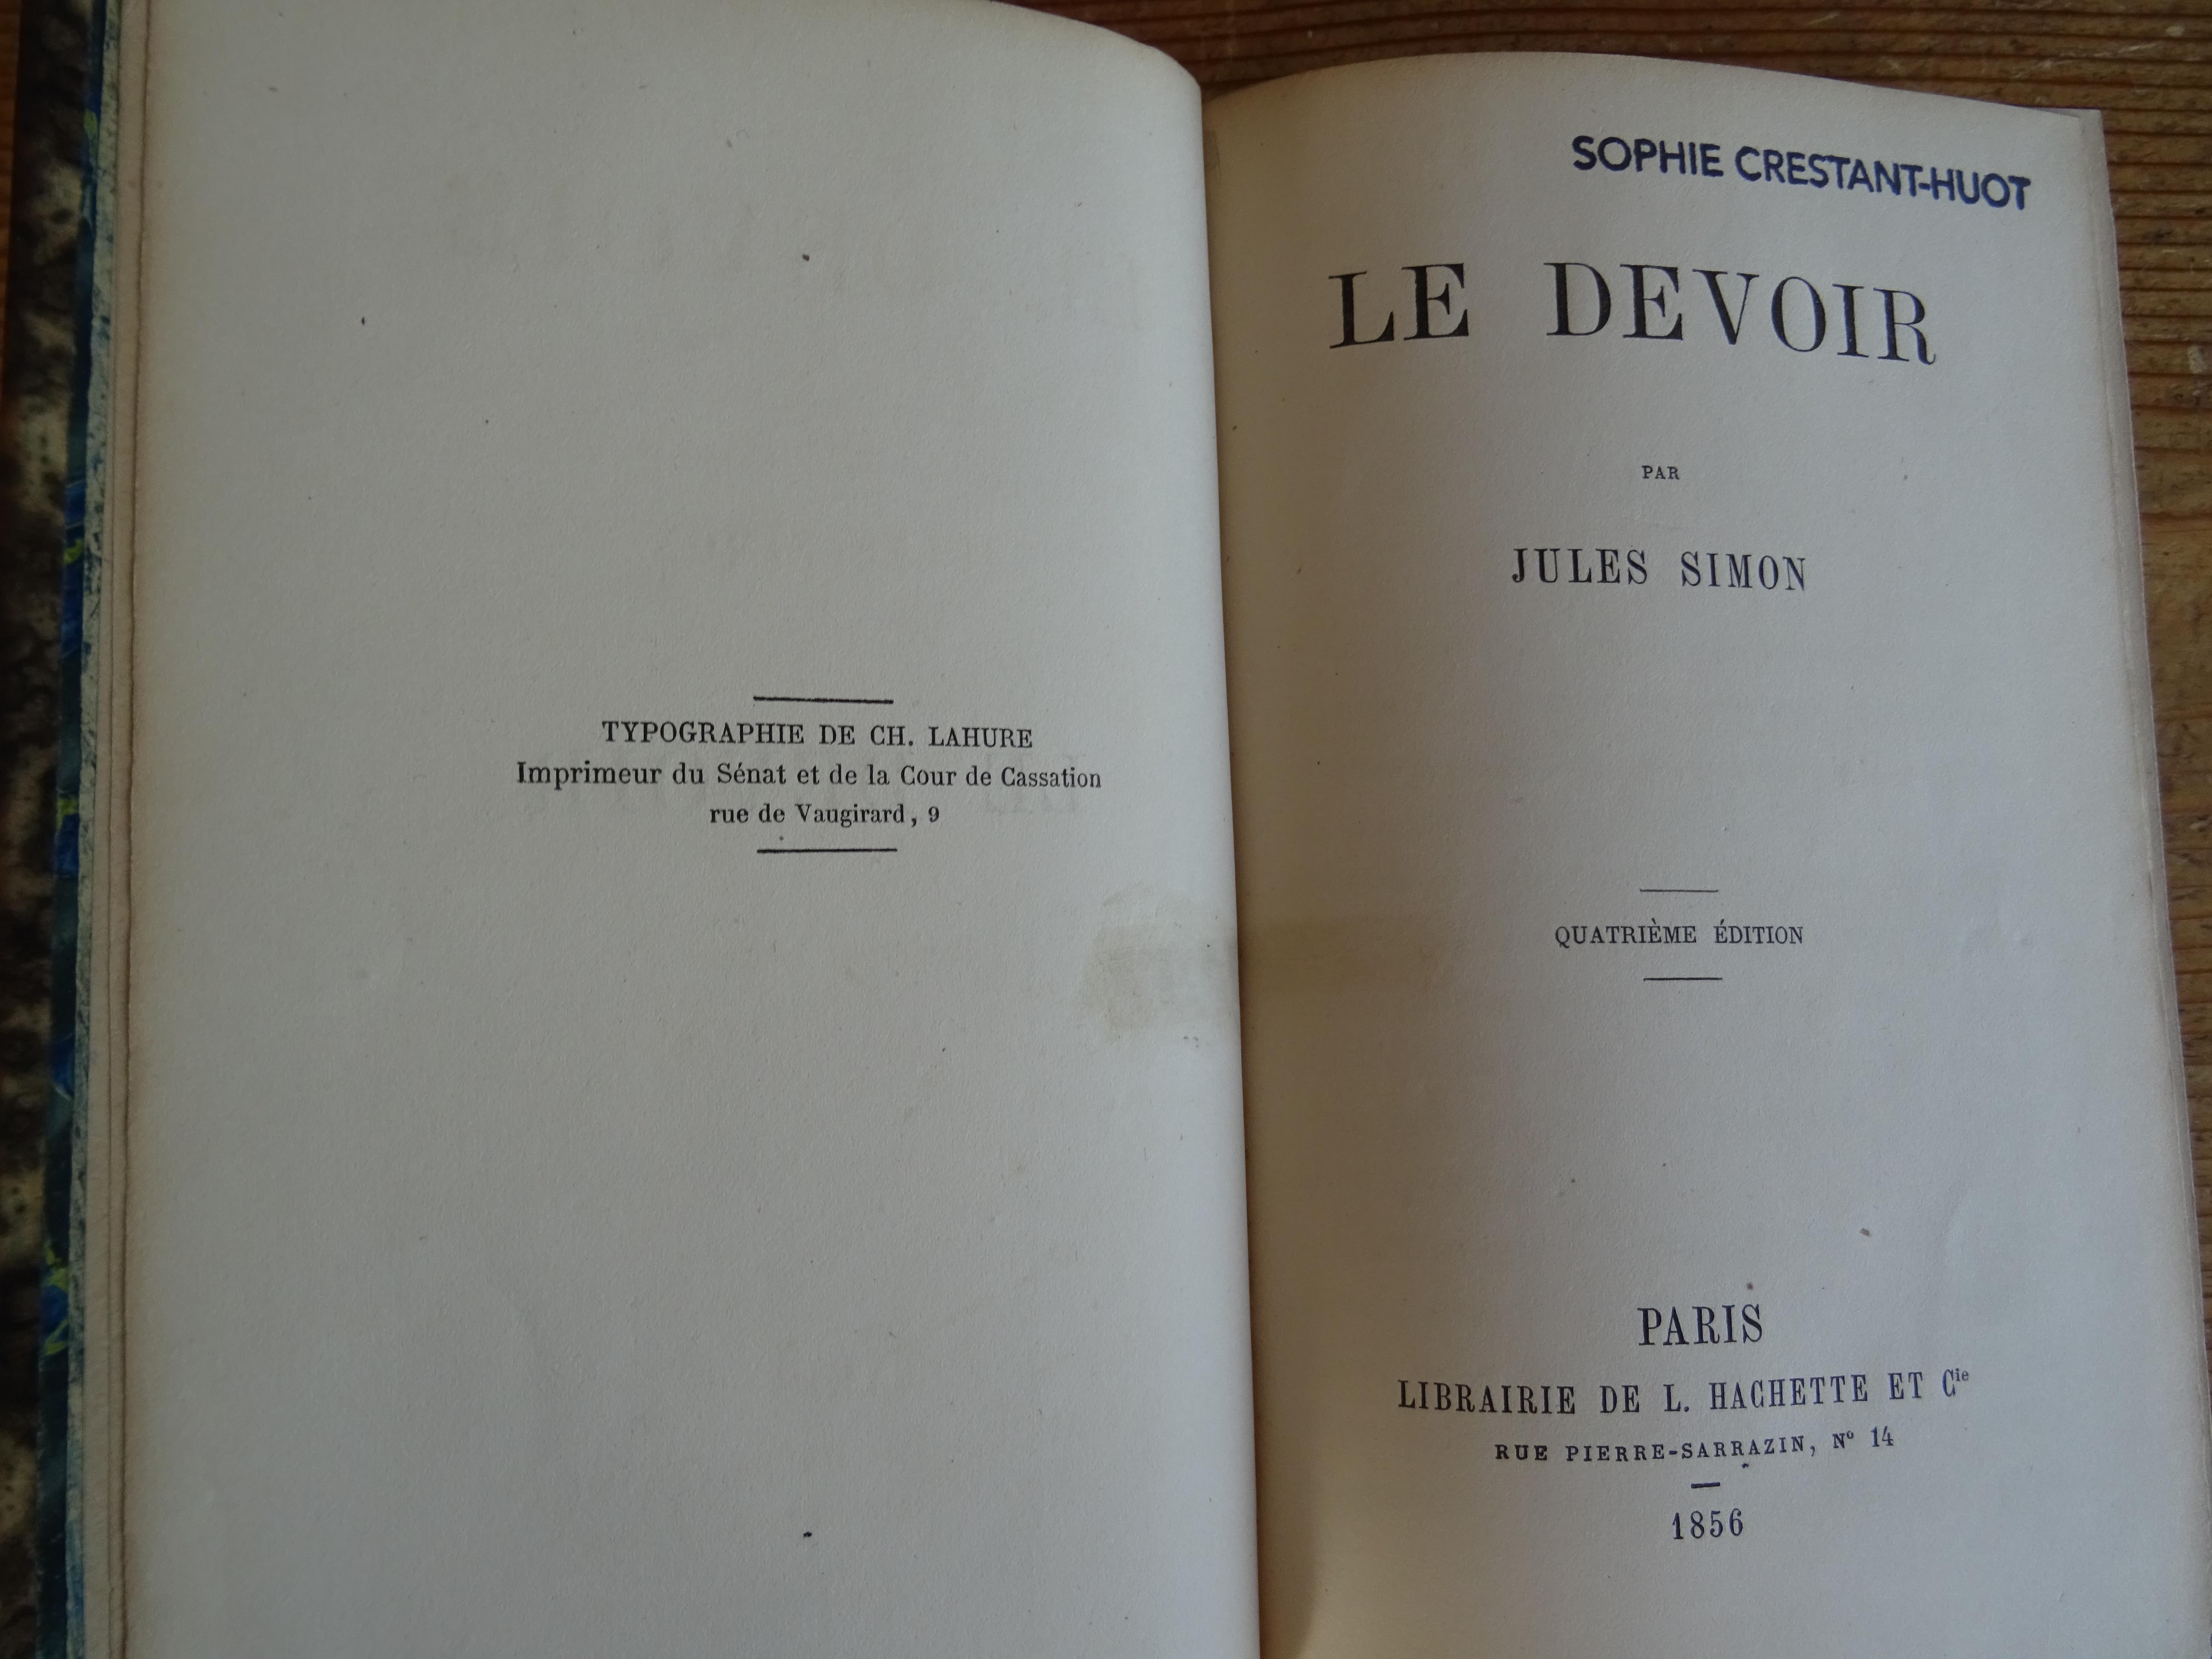 TYPOGRAPHIE DE CH. LAHURE
Imprimeur du Sénat et de la Cour de Cassation
rue de Vaugirard, 9
SOPHIE CRESTANT-HUOT
LE DEVOIR
PAR
JULES SIMON
QUATRIÈME ÉDITION
PARIS
LIBRAIRIE DE L. HACHETTE ET Cie
RUE PIERRE-SARRAZIN, No 14
1856